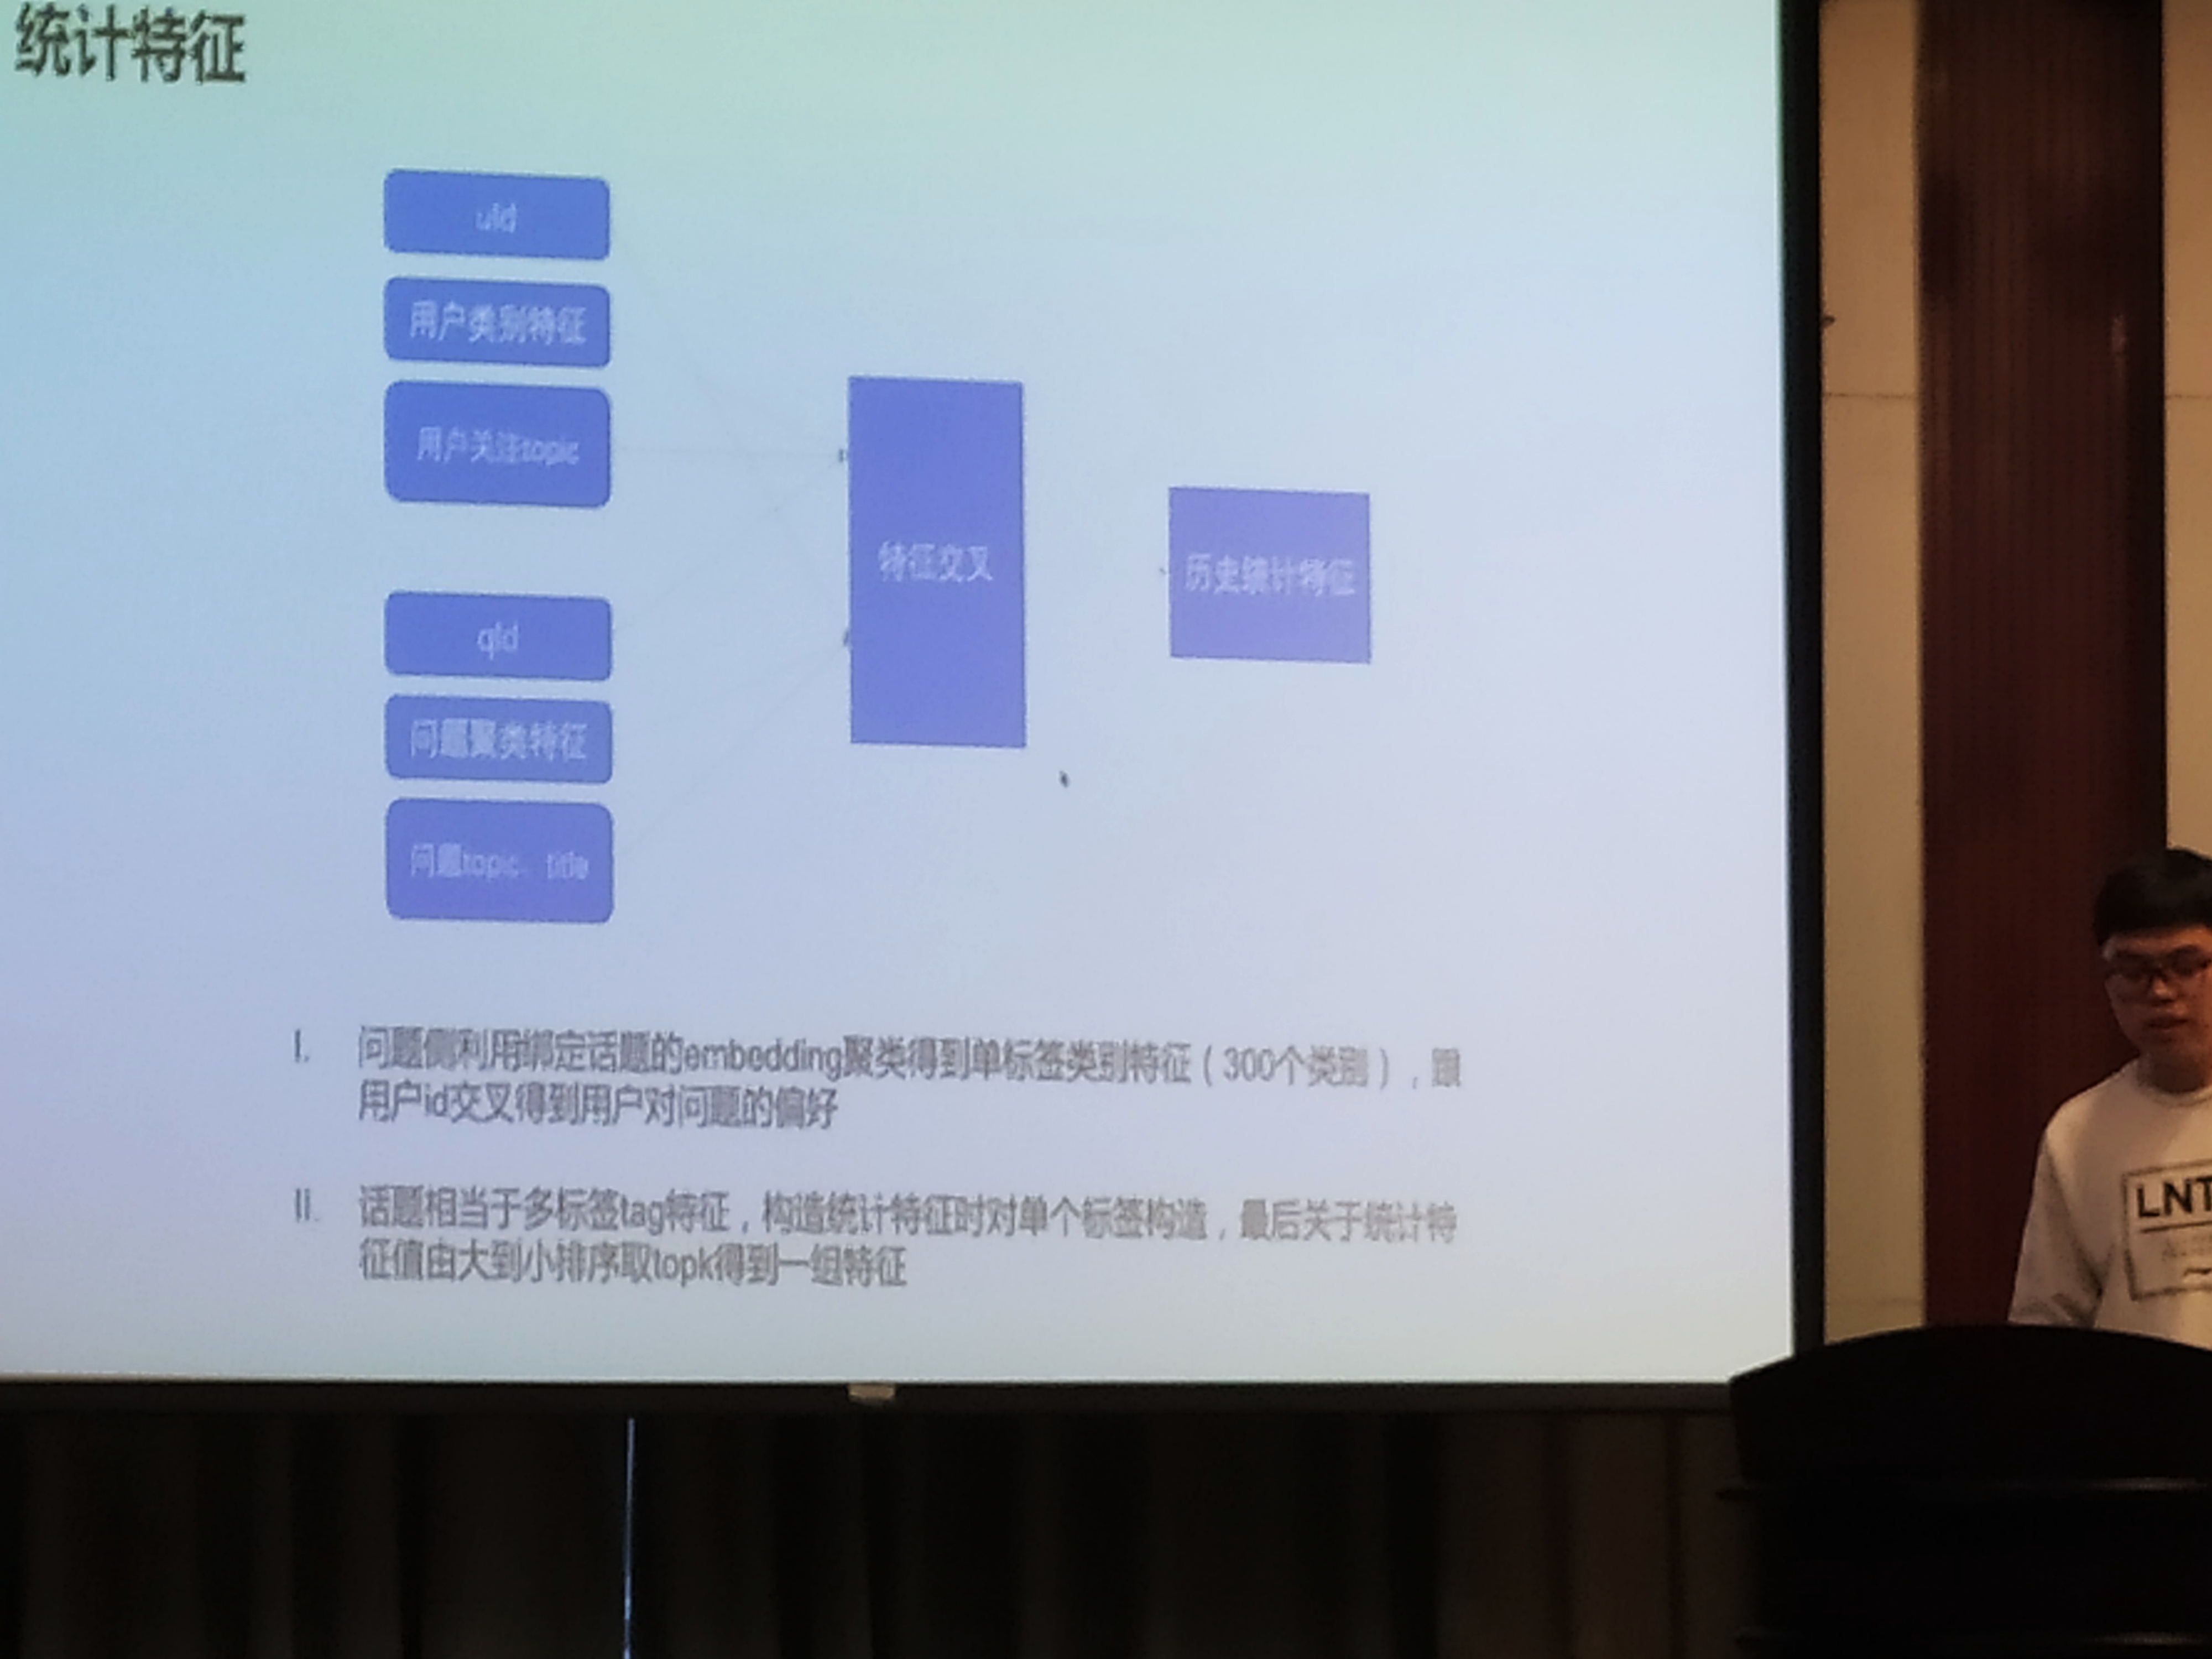 统计特征
uid
用户类别特征
用户关注topic
特征交叉
历史统计特征
qid
问题聚类特征
问题topic、title
I. 问题侧利用绑定话题的embedding聚类得到单标签类别特征（300个类别），跟
用户id交叉得到用户对问题的偏好
II. 话题相当于多标签tag特征，构造统计特征时对单个标签构造，最后关于统计特
征值由大到小排序取topk得到一组特征
LNT